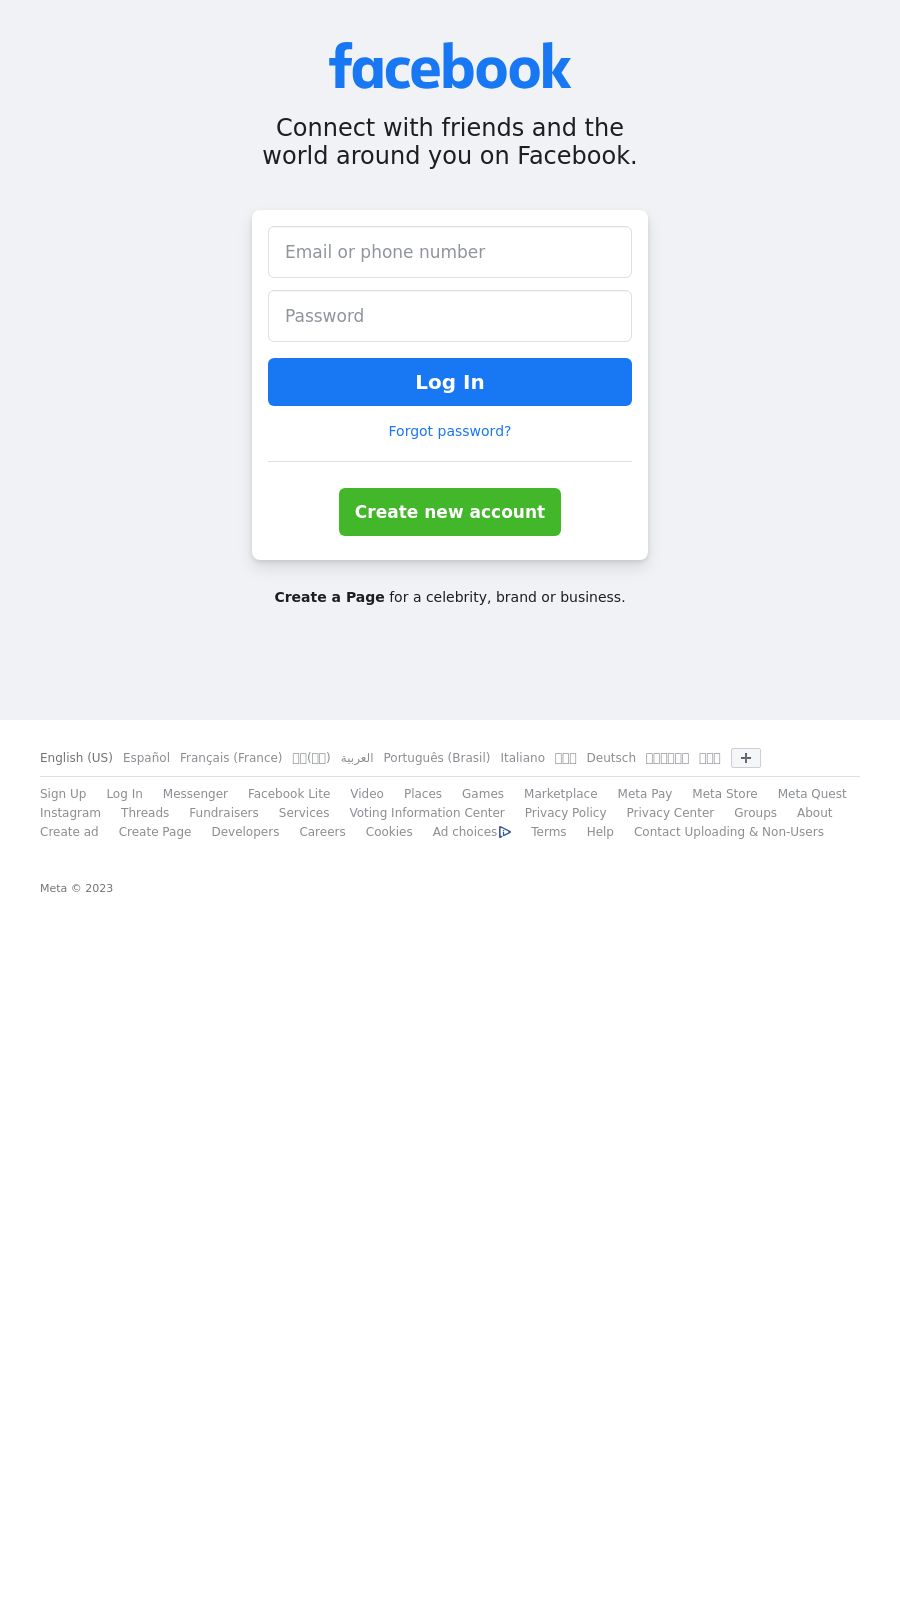 facebook
Connect with friends and the
world around you on Facebook.
Email or phone number
Password
Log In
Forgot password?
Create new account
Create a Page for a celebrity, brand or business.
English (US) Español Français (France) العربية Português (Brasil) Italiano Deutsch
Sign Up Log In Messenger Facebook Lite Video Places Games Marketplace Meta Pay Meta Store Meta Quest
Instagram Threads Fundraisers Services Voting Information Center Privacy Policy Privacy Center Groups About
Create ad Create Page Developers Careers Cookies Ad choices Terms Help Contact Uploading & Non-Users
Meta © 2023